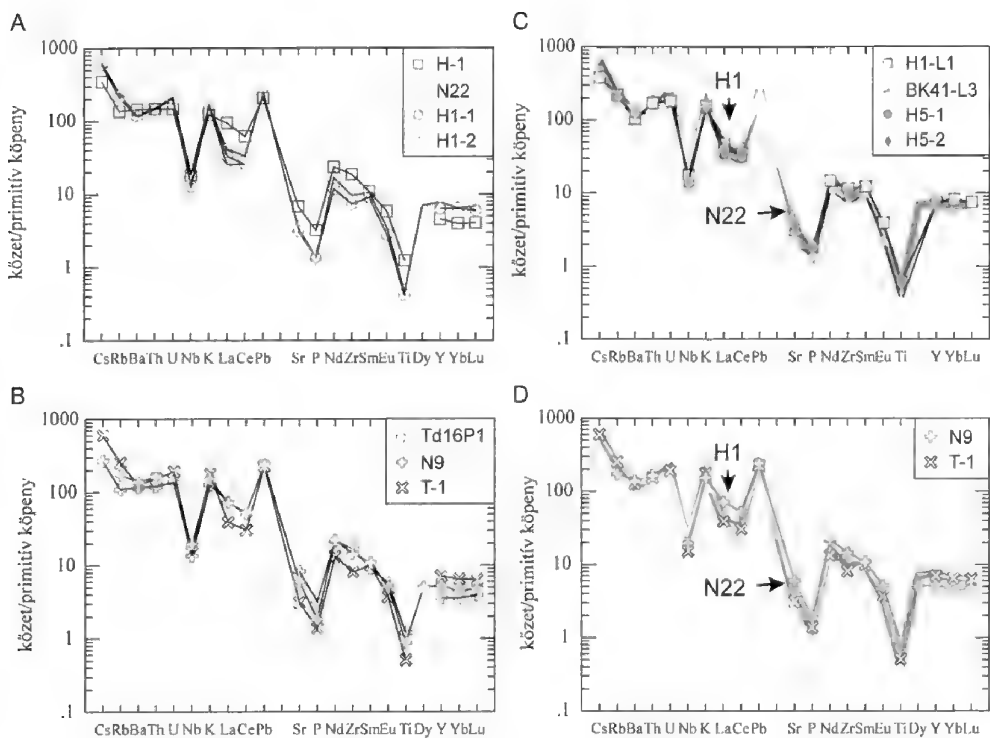 A
1000
100
10
1
.1
kőzet/primitív köpeny
H-1
N22
H1-1
H1-2
CsRbBaTh U Nb K LaCePb Sr P NdZrSmEu Ti Dy Y YbLu
C
1000
100
10
1
.1
kőzet/primitív köpeny
H1-L1
BK41-L3
H5-1
H5-2
H1
N22
CsRbBaTh U Nb K LaCe Pb Sr P NdZrSmEu Ti Y YbLu
B
1000
100
10
1
.1
kőzet/primitív köpeny
Td16P1
N9
T-1
CsRbBaTh U Nb K LaCePb Sr P NdZrSmEu Ti Dy Y YbLu
D
1000
100
10
1
.1
kőzet/primitív köpeny
N9
T-1
H1
N22
CsRbBaTh U Nb K LaCe Pb Sr P NdZrSmEu Ti Dy Y YbLu